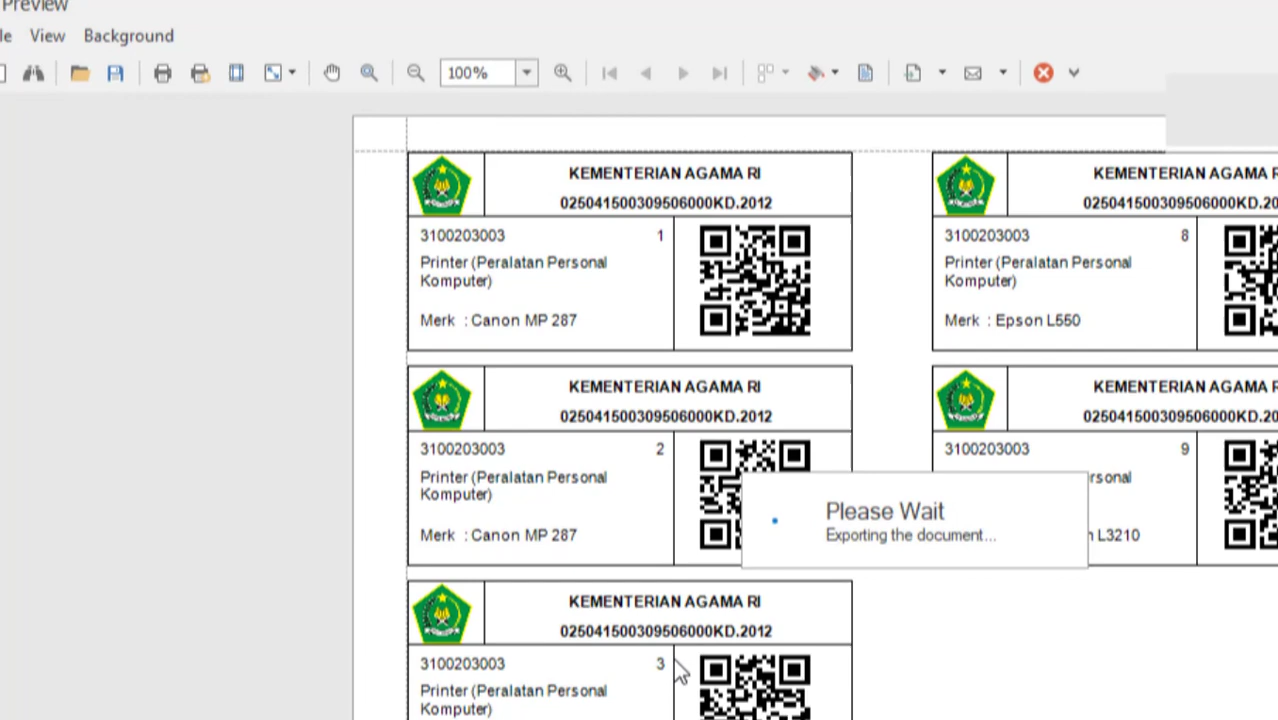 Preview
View Background
100%
KEMENTERIAN AGAMA RI
025041500309506000KD.2012
3100203003 1
Printer (Peralatan Personal
Komputer)
Merk : Canon MP 287
KEMENTERIAN AGAMA
025041500309506000KD.20
3100203003 8
Printer (Peralatan Personal
Komputer)
Merk : Epson L550
KEMENTERIAN AGAMA RI
025041500309506000KD.2012
3100203003 2
Printer (Peralatan Personal
Komputer)
Merk : Canon MP 287
KEMENTERIAN AGAMA
025041500309506000KD.20
3100203003 9
rsonal
L3210
Please Wait
Exporting the document...
KEMENTERIAN AGAMA RI
025041500309506000KD.2012
3100203003 3
Printer (Peralatan Personal
Komputer)